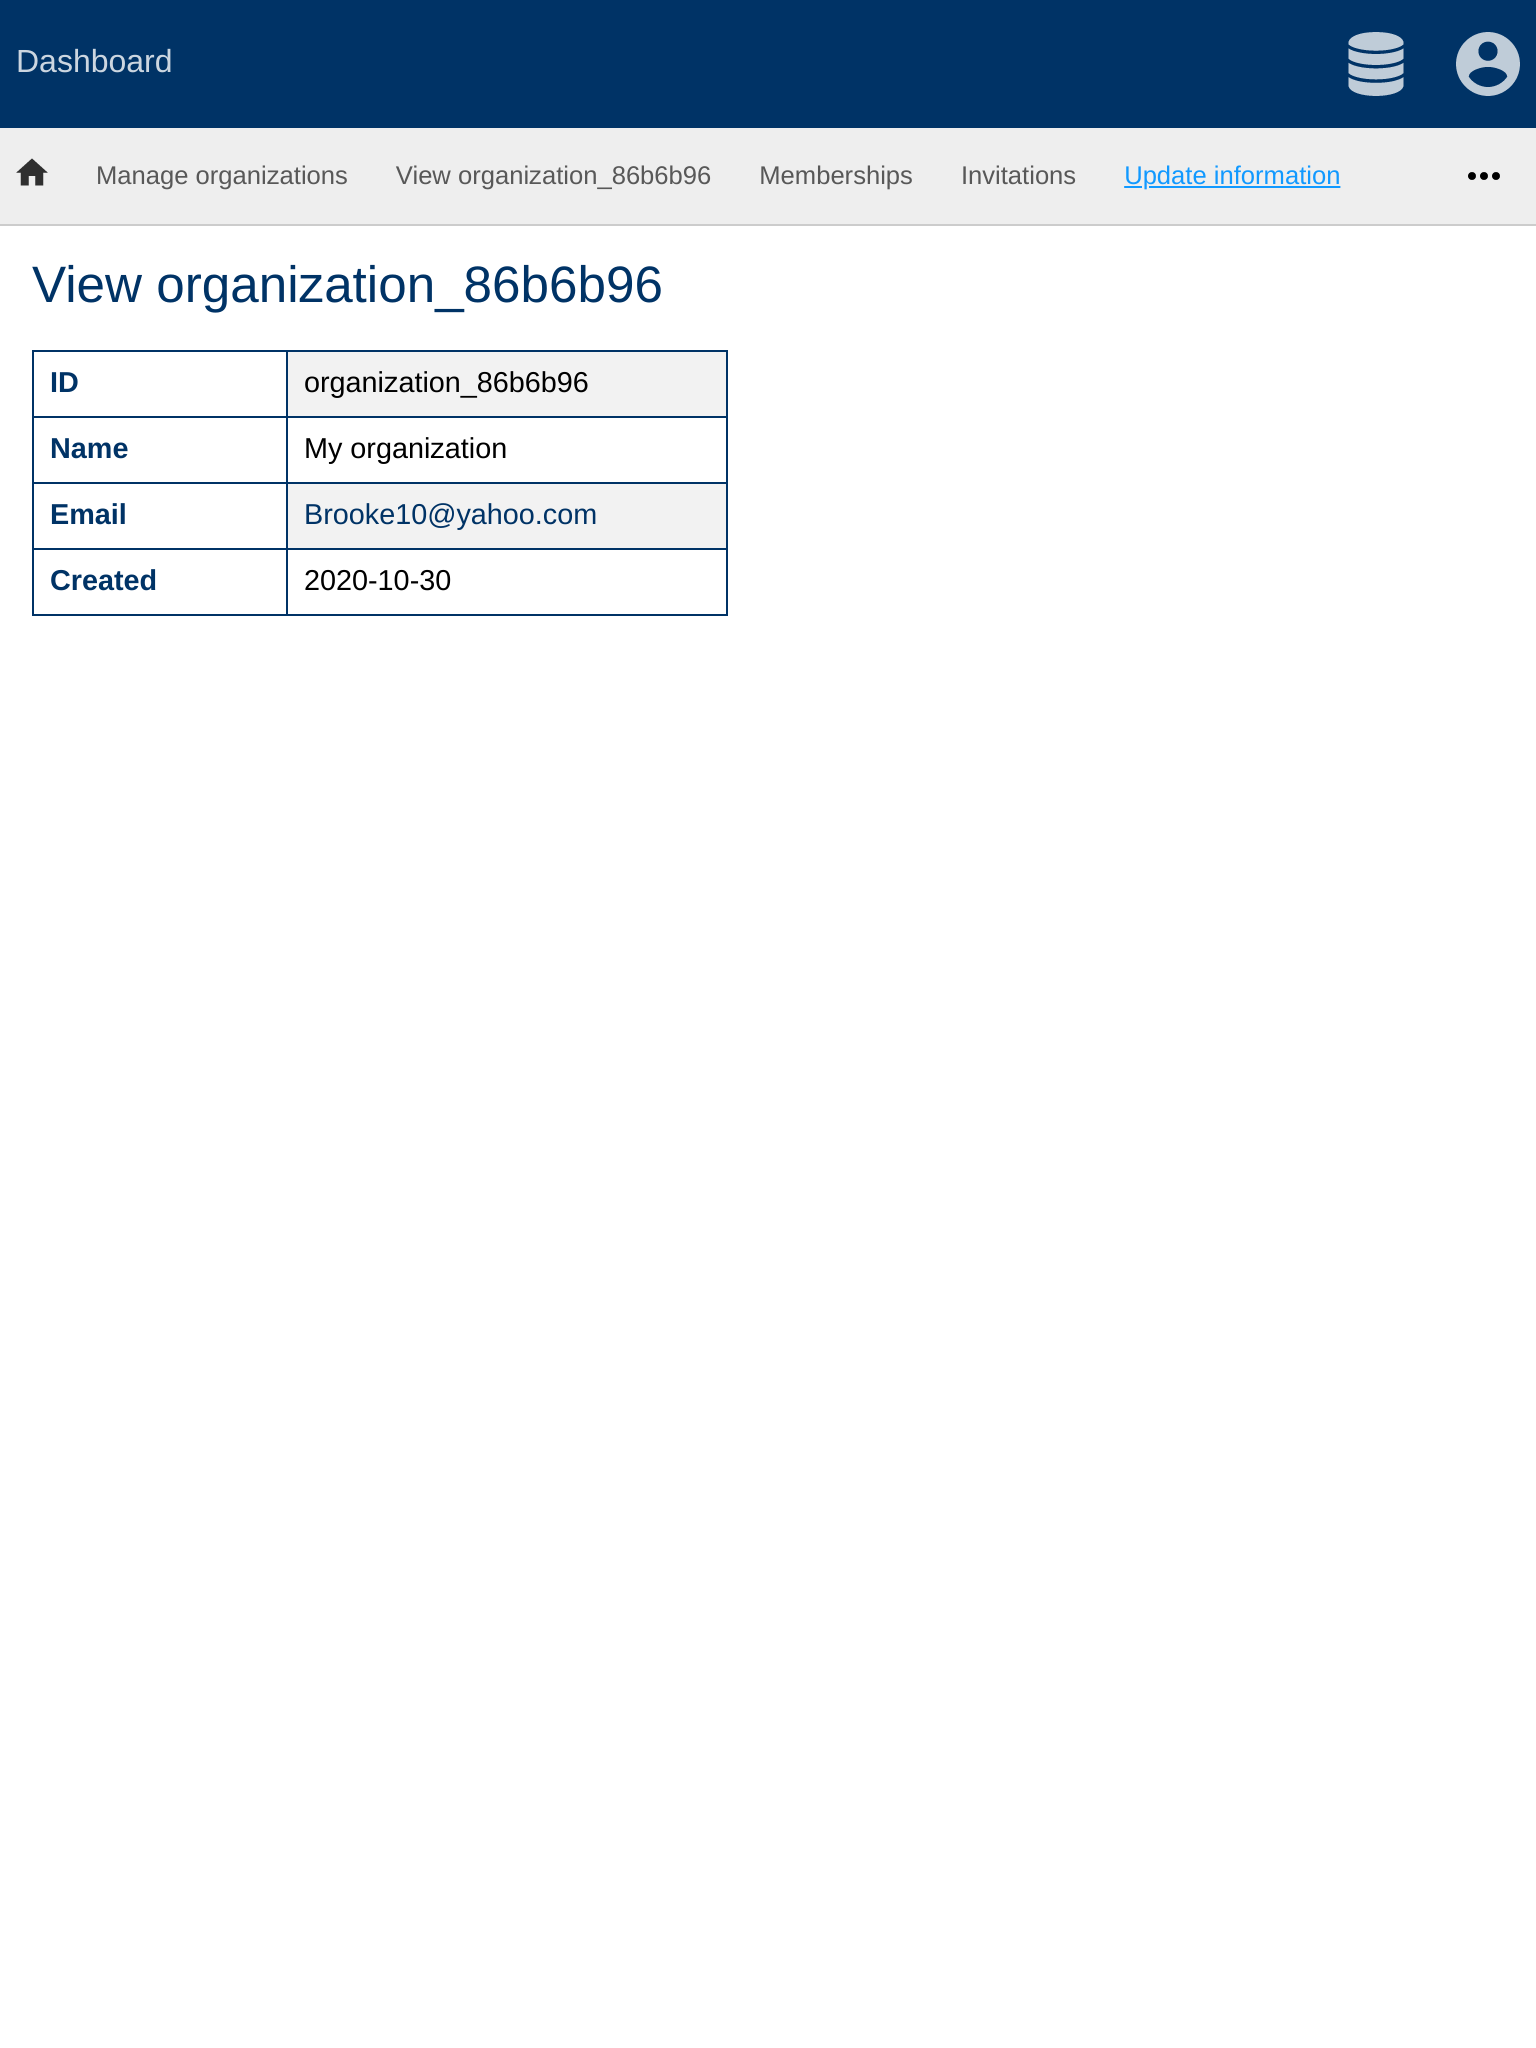 Dashboard
Manage organizations View organization_86b6b96 Memberships Invitations Update information
View organization_86b6b96
ID organization_86b6b96
Name My organization
Email Brooke10@yahoo.com
Created 2020-10-30